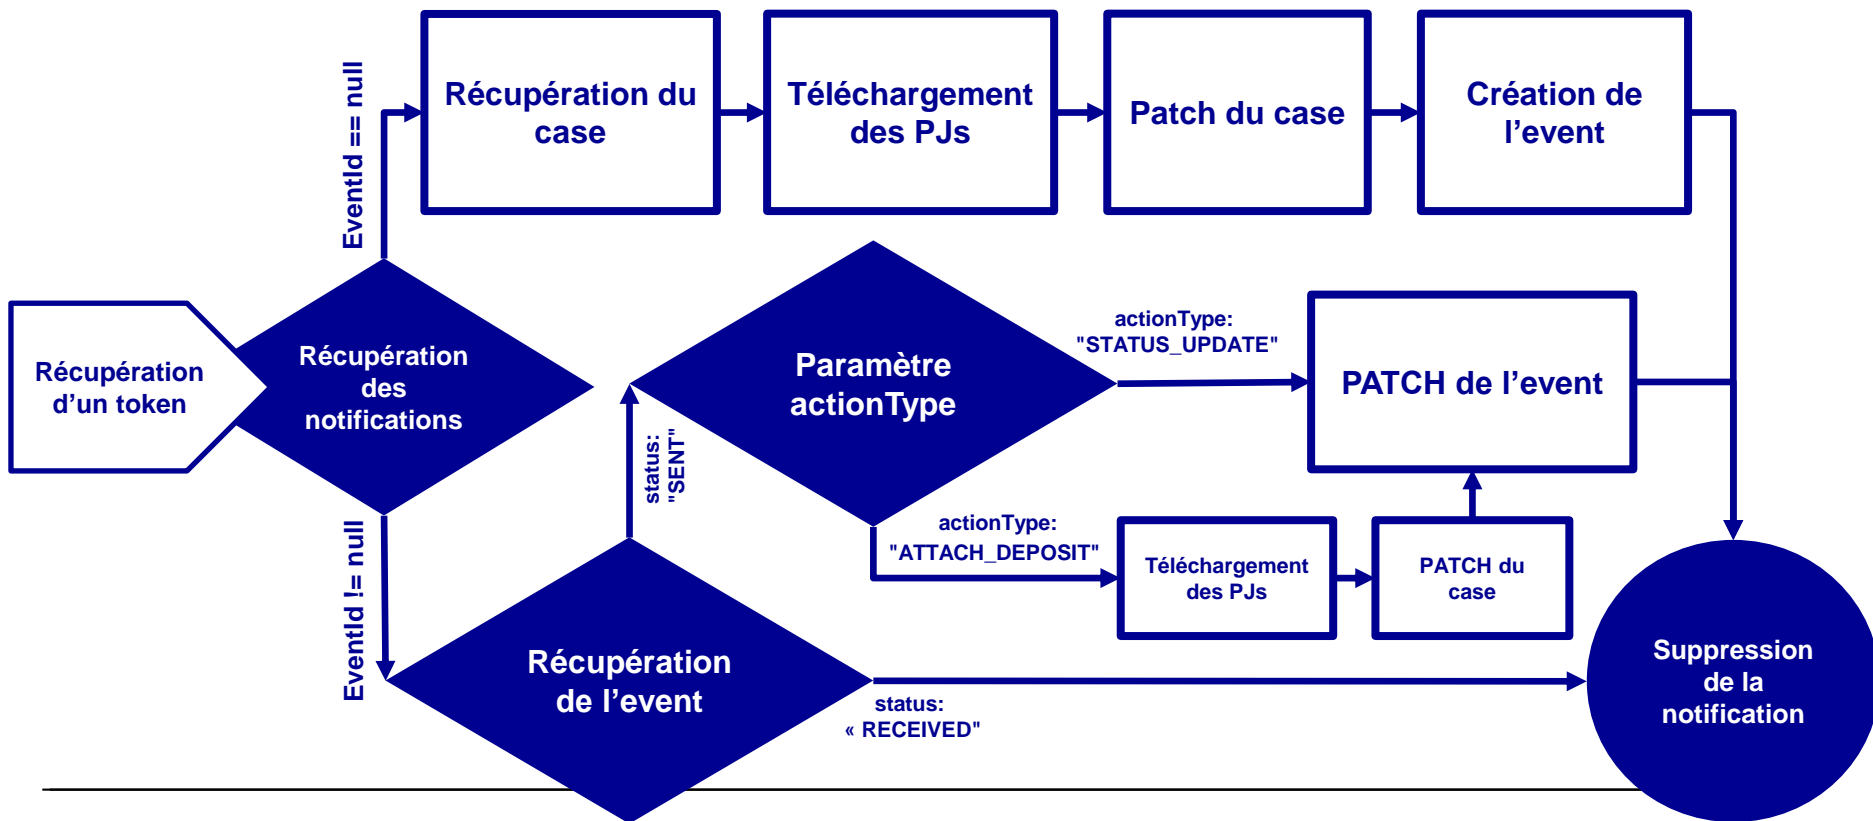 EventId == null
Récupération du
case
Téléchargement
des PJs
Patch du case
Création de
l’event
Récupération
d’un token
Récupération
des
notifications
Paramètre
actionType
actionType:
"STATUS_UPDATE"
PATCH de l’event
status:
"SENT"
actionType:
"ATTACH_DEPOSIT"
Téléchargement
des PJs
PATCH du
case
EventId != null
Récupération
de l’event
status:
« RECEIVED"
Suppression
de la
notification